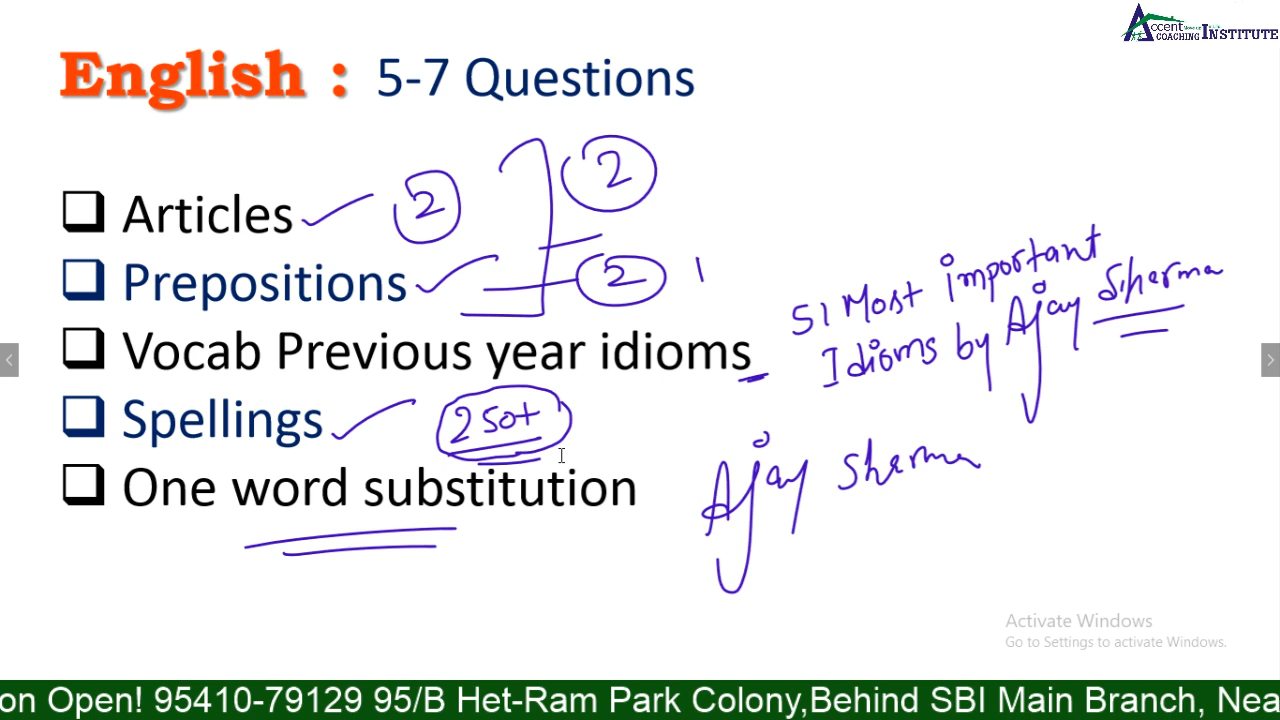 Accent
COACHING INSTITUTE
English : 5-7 Questions
Articles 2 2
Prepositions 2 1
51 Most important
Idioms by Ajay Sherma
Vocab Previous year idioms
Spellings 250+
Ajay Sherma
One word substitution
Activate Windows
Go to Settings to activate Windows.
on Open! 95410-79129 95/B Het-Ram Park Colony,Behind SBI Main Branch, Nea